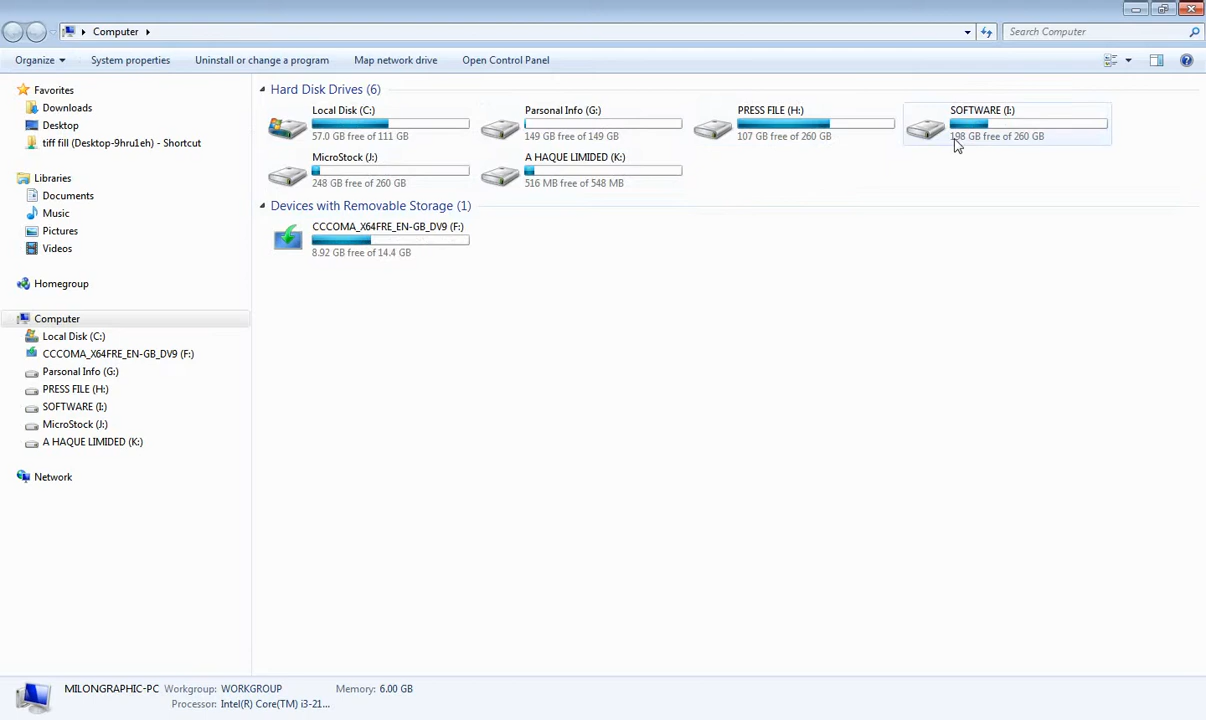 Computer
Search Computer
Organize
System properties
Uninstall or change a program
Map network drive
Open Control Panel
Favorites
Downloads
Desktop
tiff fill (Desktop-9hru1eh) - Shortcut
Libraries
Documents
Music
Pictures
Videos
Homegroup
Computer
Local Disk (C:)
CCCOMA_X64FRE_EN-GB_DV9 (F:)
Parsonal Info (G:)
PRESS FILE (H:)
SOFTWARE (I:)
MicroStock (J:)
A HAQUE LIMIDED (K:)
Network
Hard Disk Drives (6)
Local Disk (C:)
57.0 GB free of 111 GB
Parsonal Info (G:)
149 GB free of 149 GB
PRESS FILE (H:)
107 GB free of 260 GB
SOFTWARE (I:)
198 GB free of 260 GB
MicroStock (J:)
248 GB free of 260 GB
A HAQUE LIMIDED (K:)
516 MB free of 548 MB
Devices with Removable Storage (1)
CCCOMA_X64FRE_EN-GB_DV9 (F:)
8.92 GB free of 14.4 GB
MILONGRAPHIC-PC Workgroup: WORKGROUP Memory: 6.00 GB
Processor: Intel(R) Core(TM) i3-21...